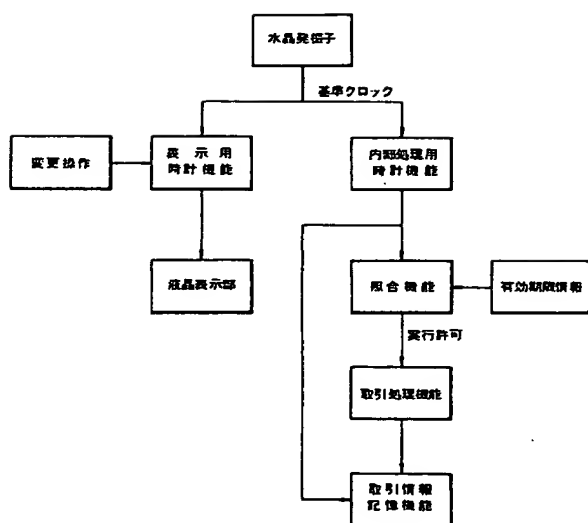 水晶発振子
基準クロック
変更操作
表示用
時計機能
内部処理用
時計機能
液晶表示部
照合機能
有効期限情報
実行許可
取引処理機能
取引情報
記憶機能